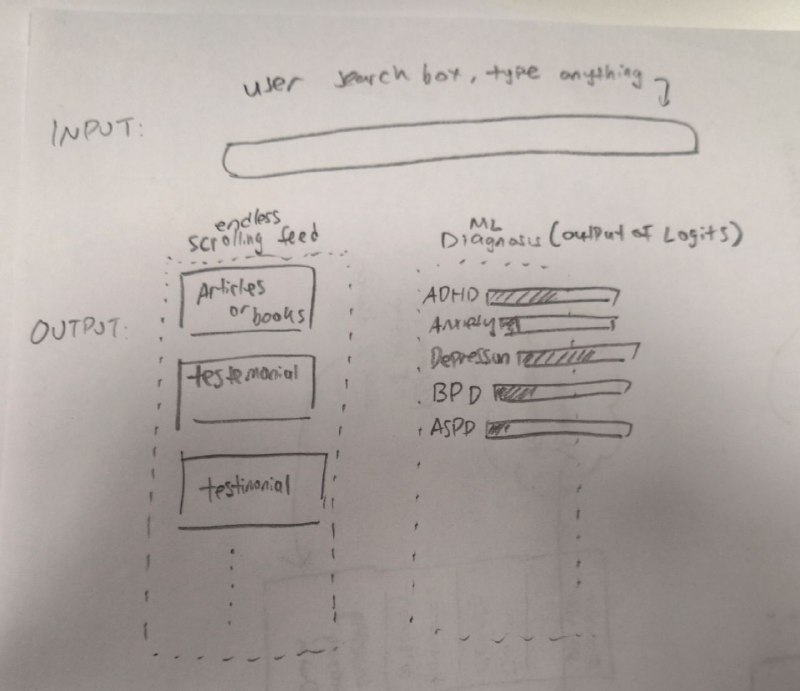 user search box, type anything
INPUT:
endless
scrolling feed
ML
Diagnosis (output of Logits)
OUTPUT:
Articles
or books
testemonial
testimonial
ADHD
Anxiety
Depression
BPD
ASPD